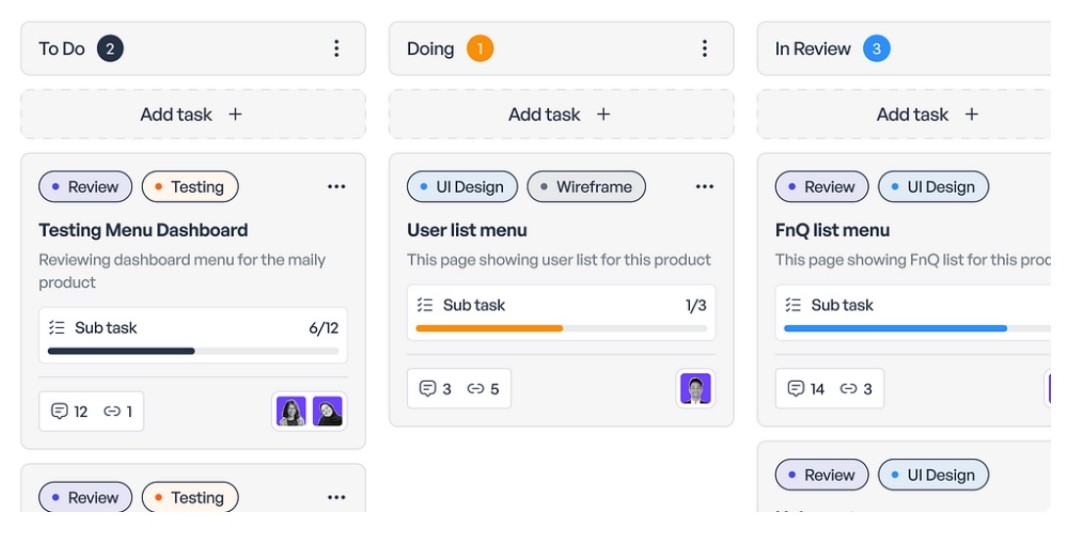 To Do 2
Add task +
Review Testing
Testing Menu Dashboard
Reviewing dashboard menu for the maily
product
Sub task 6/12
12 1
Review Testing
Doing 1
Add task +
UI Design Wireframe
User list menu
This page showing user list for this product
Sub task 1/3
3 5
In Review 3
Add task +
Review UI Design
FnQ list menu
This page showing FnQ list for this
Sub task
14 3
Review UI Design